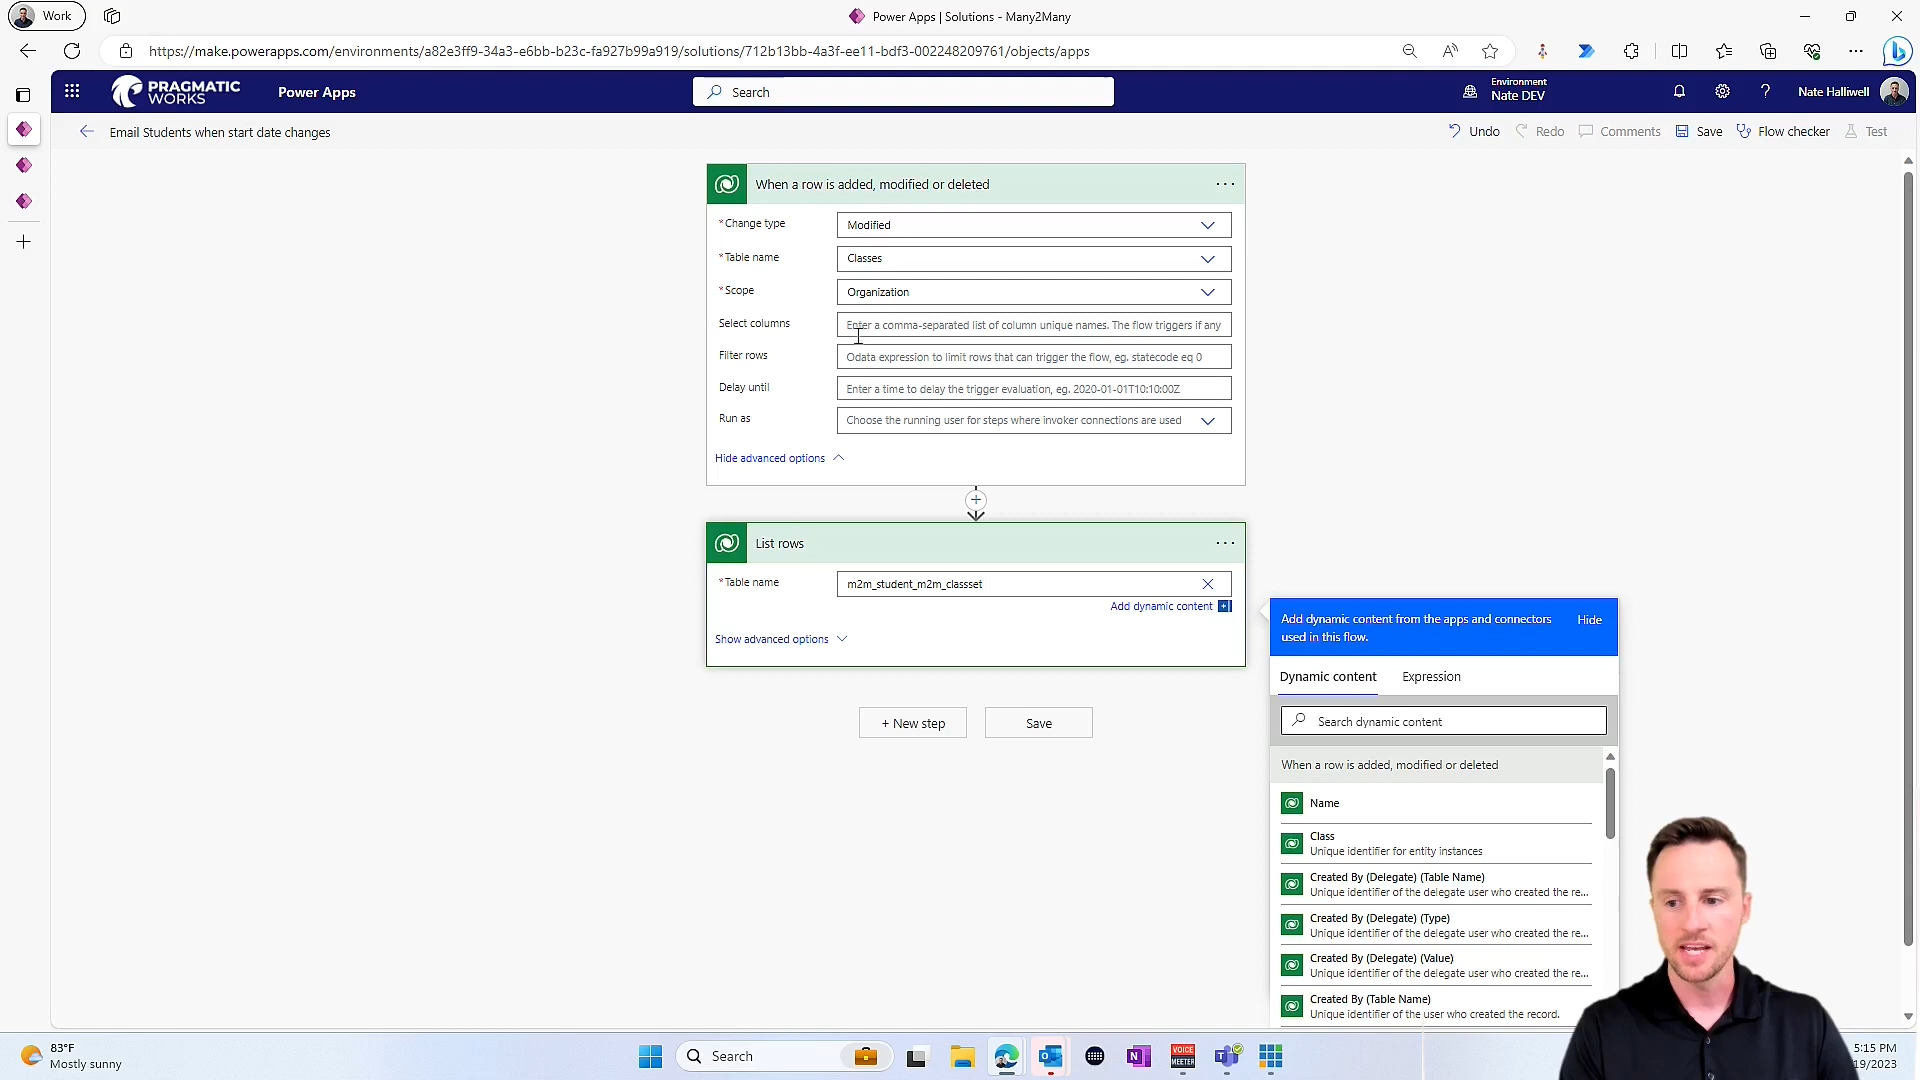 Work
Power Apps | Solutions - Many2Many
https://make.powerapps.com/environments/a82e3ff9-34a3-e6bb-b23c-fa927b99a919/solutions/712b13bb-4a3f-ee11-bdf3-002248209761/objects/apps
PRAGMATIC WORKS
Power Apps
Search
Environment
Nate DEV
Nate Halliwell
Email Students when start date changes
Undo
Redo
Comments
Save
Flow checker
Test
When a row is added, modified or deleted
*Change type
Modified
*Table name
Classes
*Scope
Organization
Select columns
Enter a comma-separated list of column unique names. The flow triggers if any
Filter rows
Odata expression to limit rows that can trigger the flow, eg. statecode eq 0
Delay until
Enter a time to delay the trigger evaluation, eg. 2020-01-01T10:10:00Z
Run as
Choose the running user for steps where invoker connections are used
Hide advanced options
List rows
*Table name
m2m_student_m2m_classset
Add dynamic content
Show advanced options
+ New step
Save
Add dynamic content from the apps and connectors
used in this flow.
Hide
Dynamic content
Expression
Search dynamic content
When a row is added, modified or deleted
Name
Class
Unique identifier for entity instances
Created By (Delegate) (Table Name)
Unique identifier of the delegate user who created the re...
Created By (Delegate) (Type)
Unique identifier of the delegate user who created the re...
Created By (Delegate) (Value)
Unique identifier of the delegate user who created the re...
Created By (Table Name)
Unique identifier of the user who created the record.
83°F
Mostly sunny
Search
VOICE
MEETER
5:15 PM
19/2023